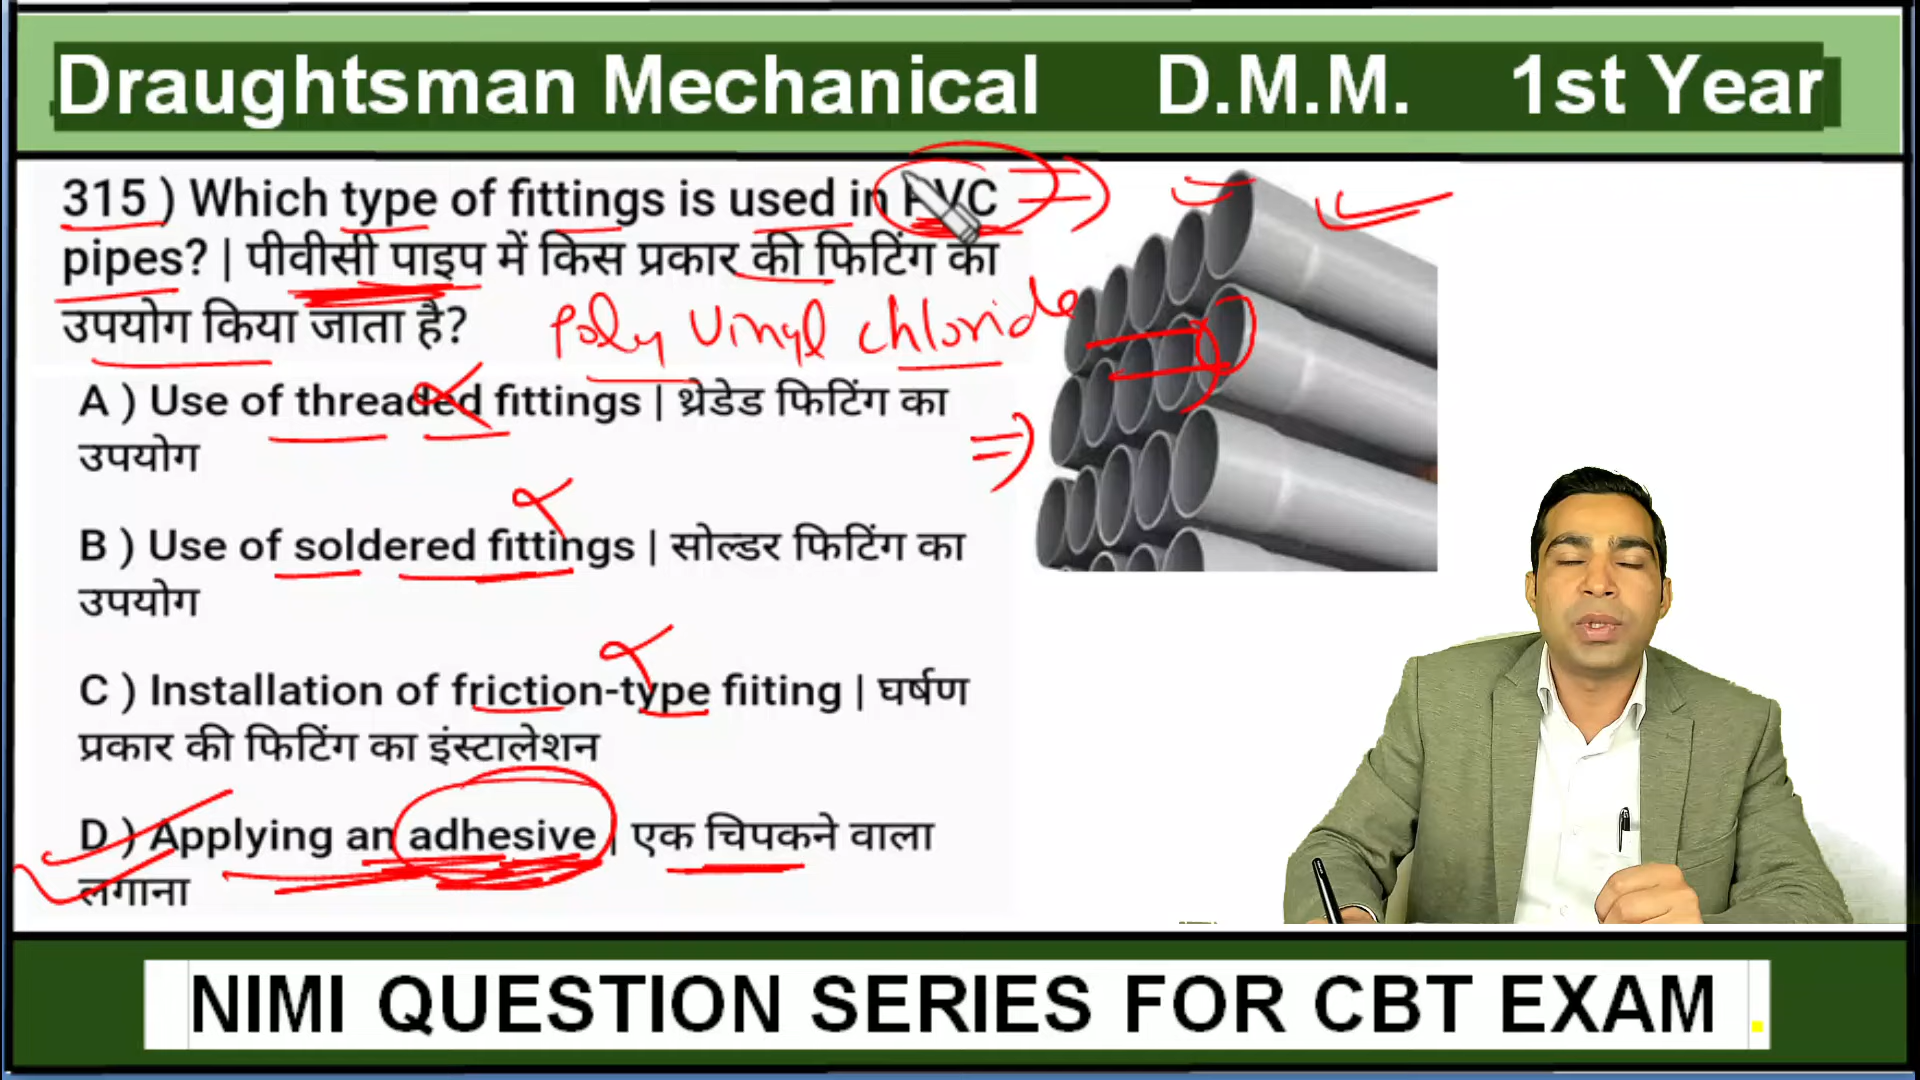 Draughtsman Mechanical D.M.M. 1st Year
315 ) Which type of fittings is used in PVC
pipes? | पीवीसी पाइप में किस प्रकार की फिटिंग का
उपयोग किया जाता है?
Poly Vinyl chloride
A ) Use of threaded fittings | थ्रेडेड फिटिंग का
उपयोग
B ) Use of soldered fittings | सोल्डर फिटिंग का
उपयोग
C ) Installation of friction-type fiiting | घर्षण
प्रकार की फिटिंग का इंस्टालेशन
D ) Applying an adhesive | एक चिपकने वाला
लगाना
NIMI QUESTION SERIES FOR CBT EXAM .